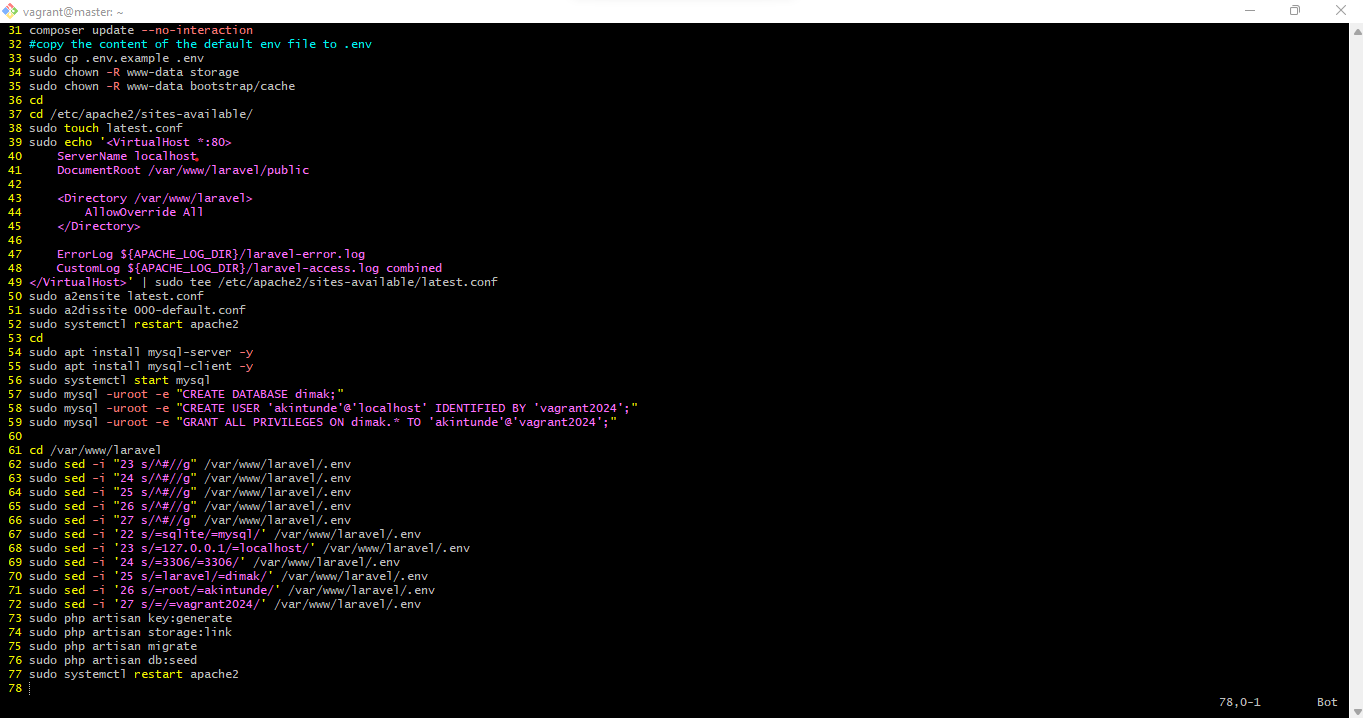 vagrant@master: ~
31 composer update --no-interaction
32 #copy the content of the default env file to .env
33 sudo cp .env.example .env
34 sudo chown -R www-data storage
35 sudo chown -R www-data bootstrap/cache
36 cd
37 cd /etc/apache2/sites-available/
38 sudo touch latest.conf
39 sudo echo '<VirtualHost *:80>
40     ServerName localhost
41     DocumentRoot /var/www/laravel/public
42
43     <Directory /var/www/laravel>
44         AllowOverride All
45     </Directory>
46
47     ErrorLog ${APACHE_LOG_DIR}/laravel-error.log
48     CustomLog ${APACHE_LOG_DIR}/laravel-access.log combined
49 </VirtualHost>' | sudo tee /etc/apache2/sites-available/latest.conf
50 sudo a2ensite latest.conf
51 sudo a2dissite 000-default.conf
52 sudo systemctl restart apache2
53 cd
54 sudo apt install mysql-server -y
55 sudo apt install mysql-client -y
56 sudo systemctl start mysql
57 sudo mysql -uroot -e "CREATE DATABASE dimak;"
58 sudo mysql -uroot -e "CREATE USER 'akintunde'@'localhost' IDENTIFIED BY 'vagrant2024';"
59 sudo mysql -uroot -e "GRANT ALL PRIVILEGES ON dimak.* TO 'akintunde'@'vagrant2024';"
60
61 cd /var/www/laravel
62 sudo sed -i "23 s/^#//g" /var/www/laravel/.env
63 sudo sed -i "24 s/^#//g" /var/www/laravel/.env
64 sudo sed -i "25 s/^#//g" /var/www/laravel/.env
65 sudo sed -i "26 s/^#//g" /var/www/laravel/.env
66 sudo sed -i "27 s/^#//g" /var/www/laravel/.env
67 sudo sed -i '22 s/=sqlite/=mysql/' /var/www/laravel/.env
68 sudo sed -i '23 s/=127.0.0.1/=localhost/' /var/www/laravel/.env
69 sudo sed -i '24 s/=3306/=3306/' /var/www/laravel/.env
70 sudo sed -i '25 s/=laravel/=dimak/' /var/www/laravel/.env
71 sudo sed -i '26 s/=root/=akintunde/' /var/www/laravel/.env
72 sudo sed -i '27 s/=/=vagrant2024/' /var/www/laravel/.env
73 sudo php artisan key:generate
74 sudo php artisan storage:link
75 sudo php artisan migrate
76 sudo php artisan db:seed
77 sudo systemctl restart apache2
78
78,0-1 Bot